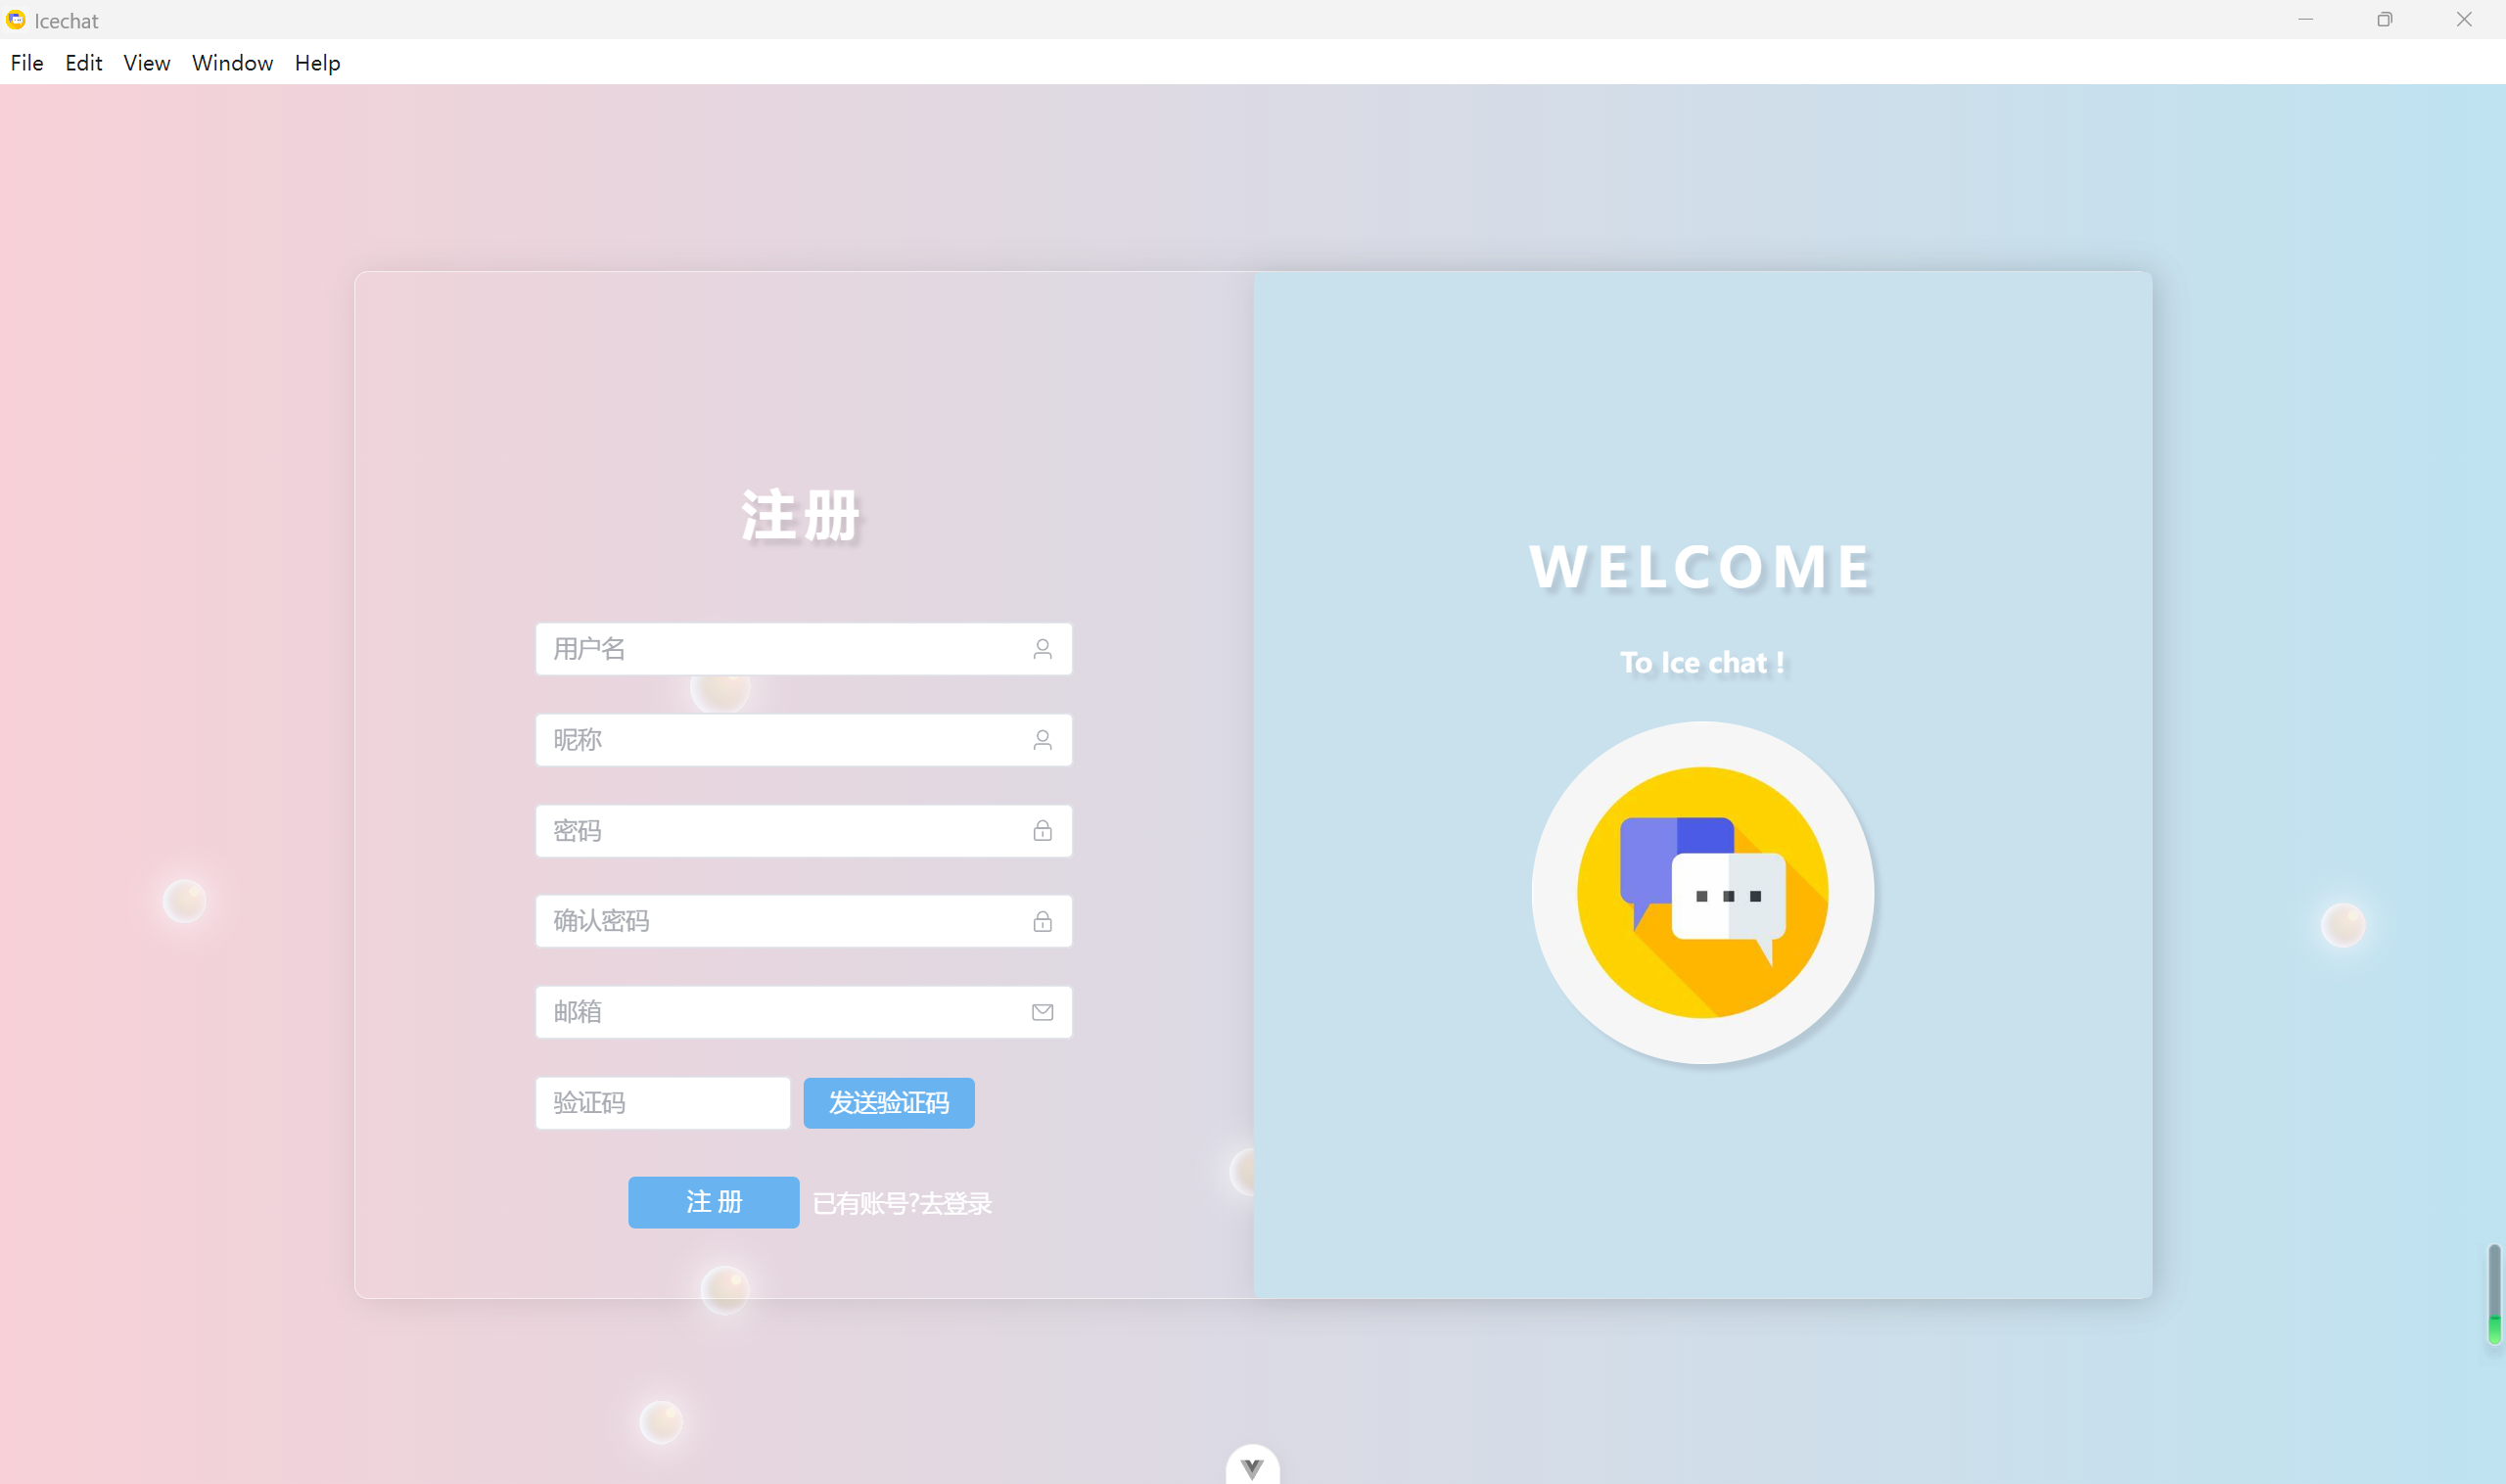 Icechat
File Edit View Window Help
注册
用户名
昵称
密码
确认密码
邮箱
验证码 发送验证码
注 册 已有账号?去登录
WELCOME
To Ice chat !